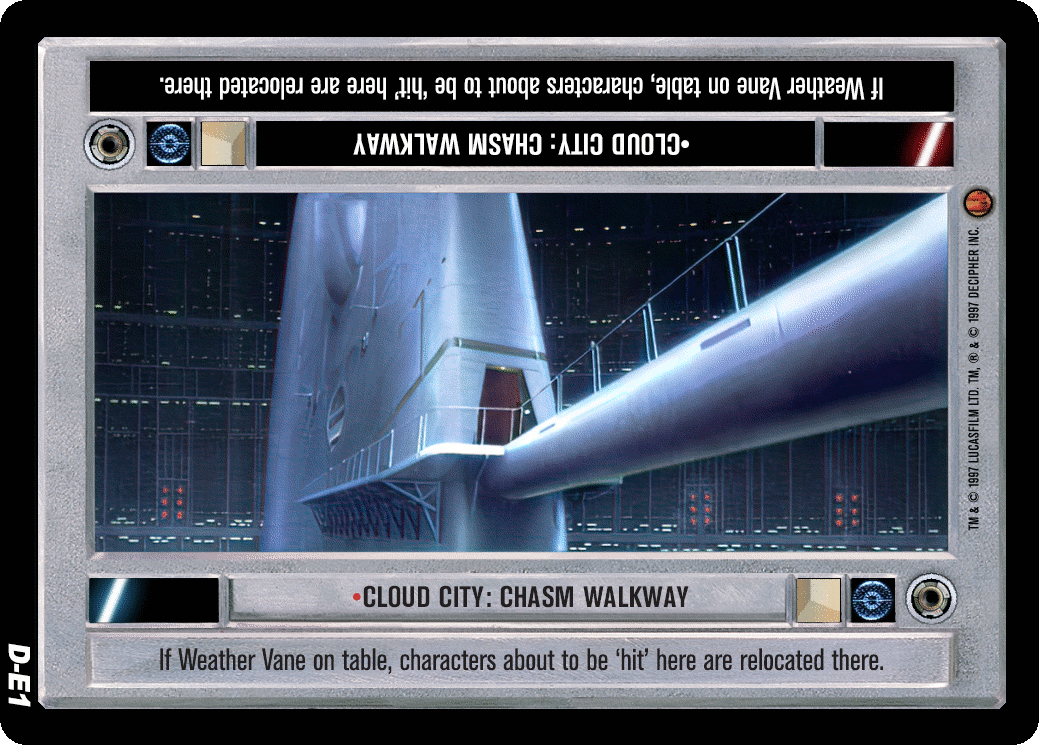 If Weather Vane on table, characters about to be ‘hit’ here are relocated there.
•CLOUD CITY: CHASM WALKWAY
TM & © 1997 LUCASFILM LTD. TM, ® & © 1997 DECIPHER INC.
•CLOUD CITY: CHASM WALKWAY
If Weather Vane on table, characters about to be ‘hit’ here are relocated there.
D-E1